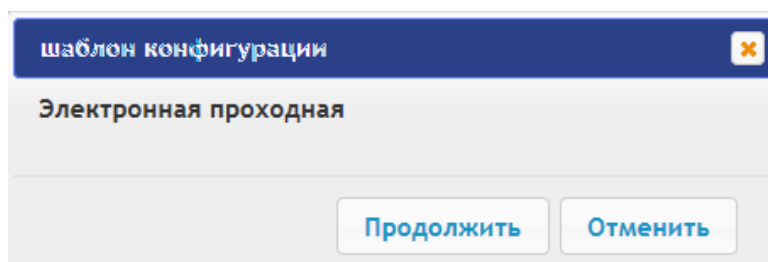 шаблон конфигурации
Электронная проходная
Продолжить Отменить